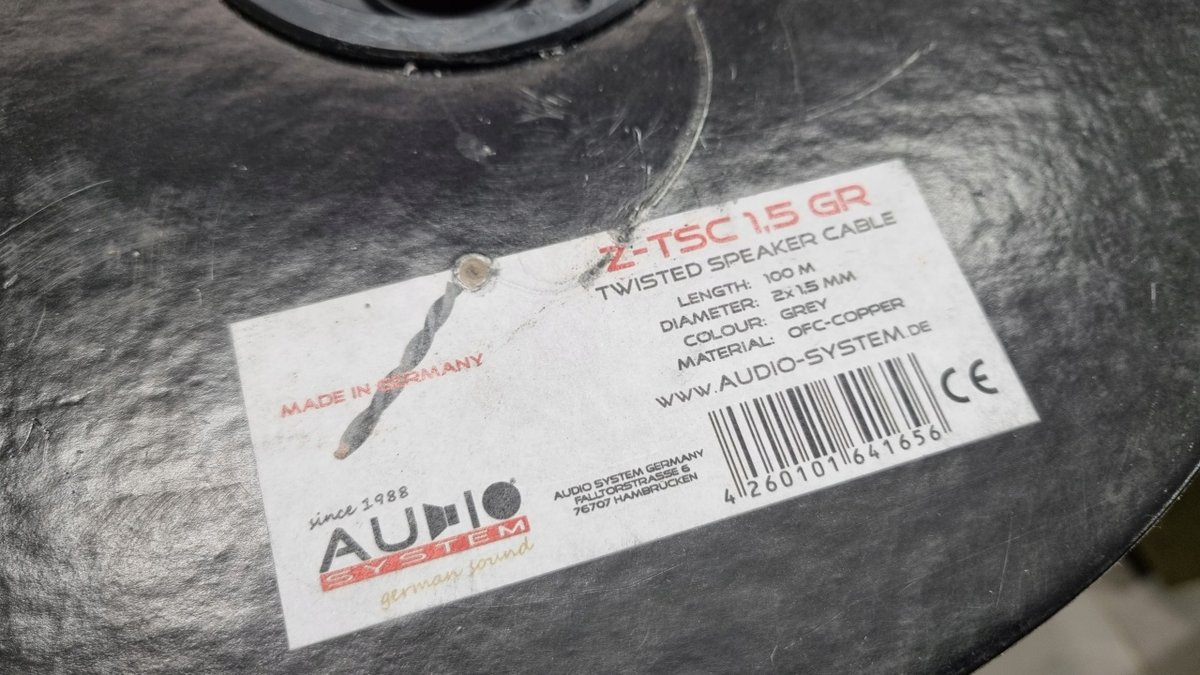 Z-TSC 1,5 GR
TWISTED SPEAKER CABLE
LENGTH: 100 M
DIAMETER: 2x1.5 MM
COLOUR: GREY
MATERIAL: OFC-COPPER
www.AUDIO-SYSTEM.DE
CE
MADE IN GERMANY
since 1988
AUDIO
SYSTEM
german sound
AUDIO SYSTEM GERMANY
FALLTORSTRASSE 6
76707 HAMBRÜCKEN
4 260101 641656